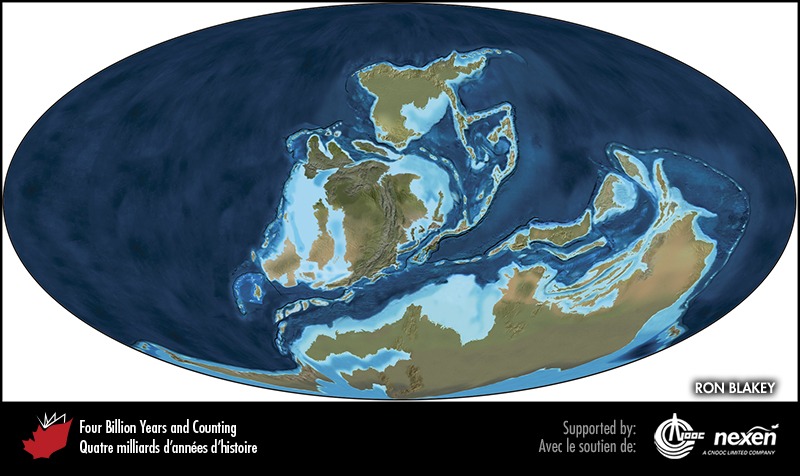 RON BLAKEY
Four Billion Years and Counting
Quatre milliards d'années d'histoire
Supported by:
Avec le soutien de:
CNOOC
nexen
A CNOOC LIMITED COMPANY